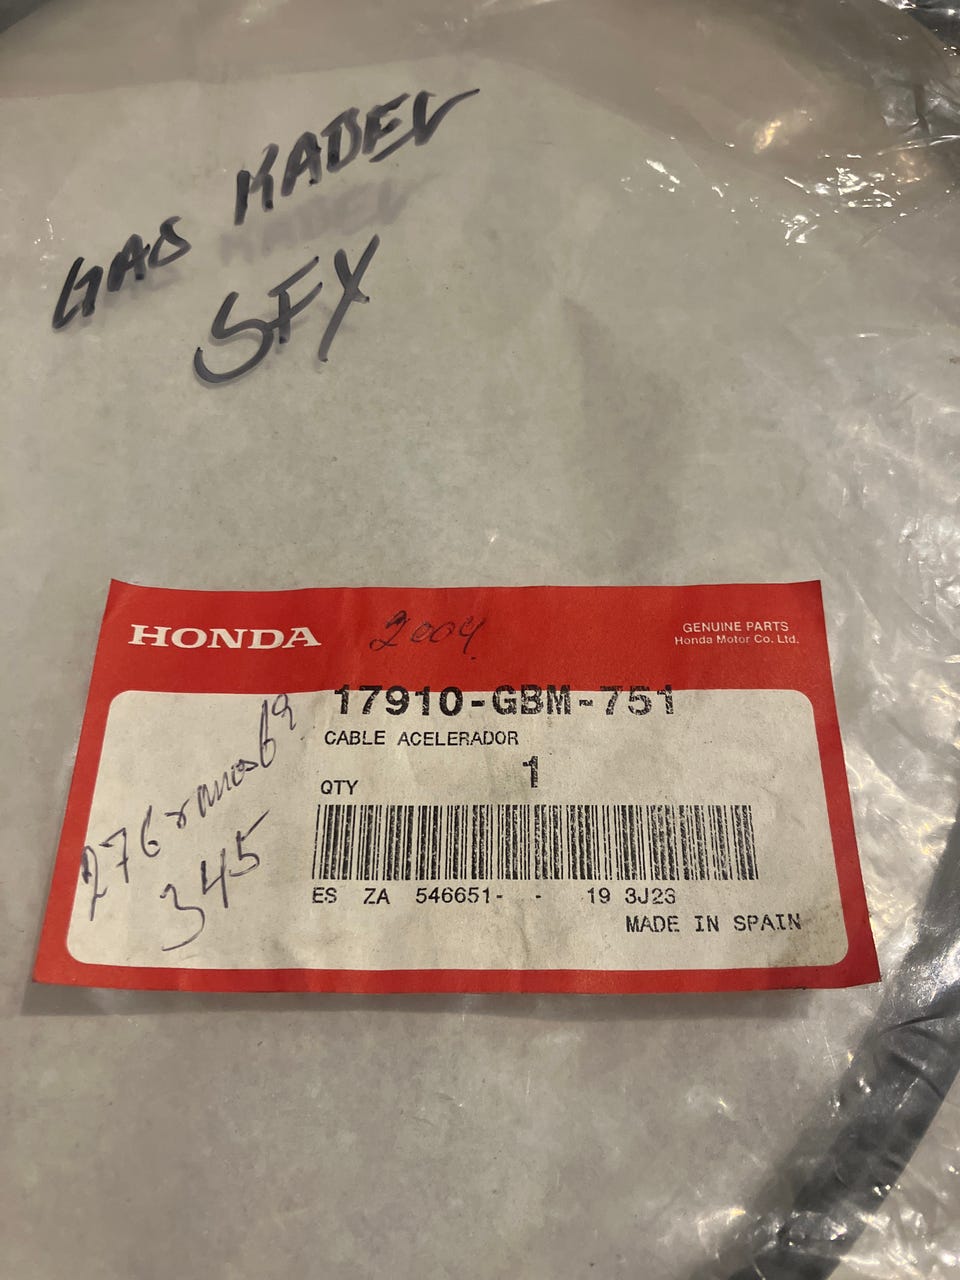 GAS KABEL
SFX
HONDA
2004
GENUINE PARTS
Honda Motor Co. Ltd.
17910-GBM-751
CABLE ACELERADOR
QTY 1
345
ES ZA 546651- - 19 3J23
MADE IN SPAIN